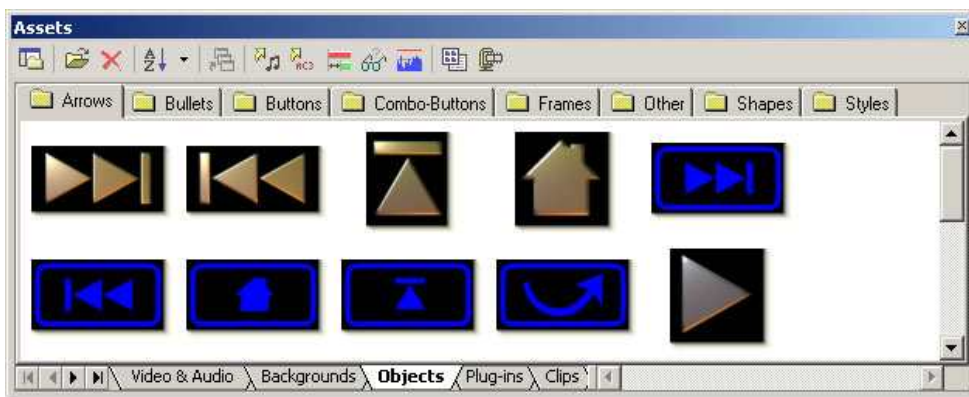 Assets
Arrows Bullets Buttons Combo-Buttons Frames Other Shapes Styles
Video & Audio Backgrounds Objects Plug-ins Clips